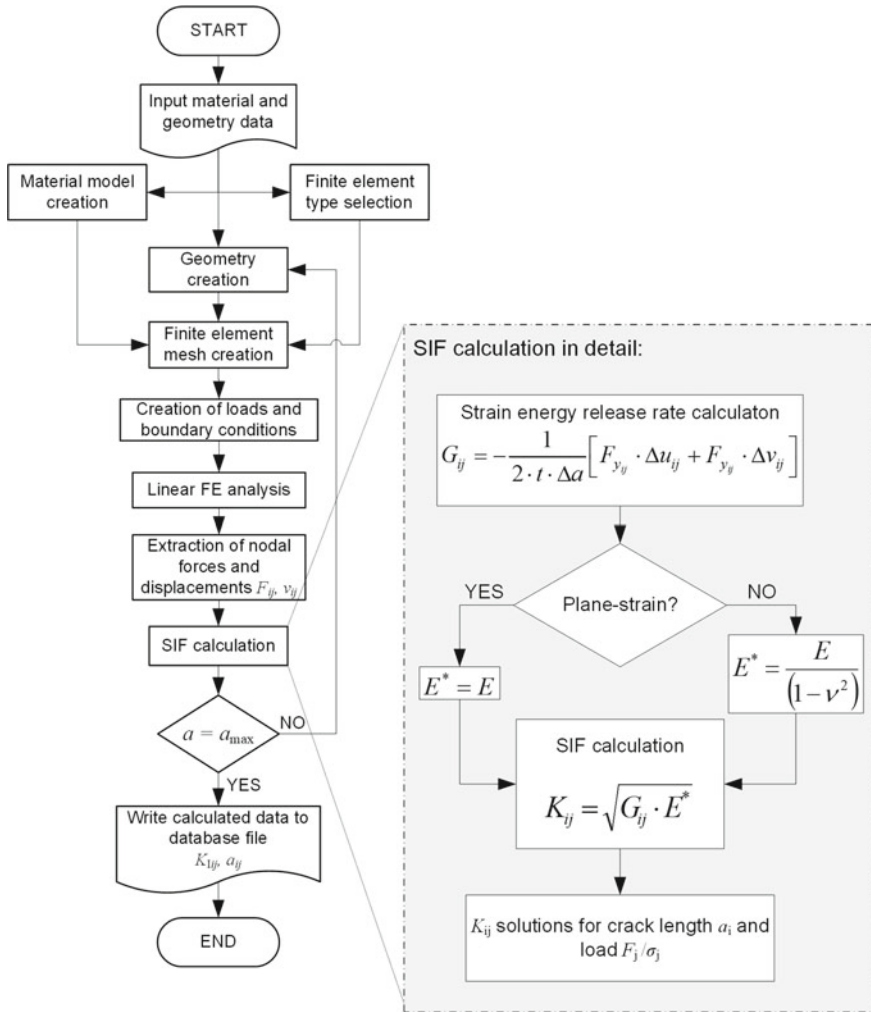 START
Input material and
geometry data
Material model
creation
Finite element
type selection
Geometry
creation
Finite element
mesh creation
Creation of loads and
boundary conditions
Linear FE analysis
Extraction of nodal
forces and
displacements F_ij, v_ij
SIF calculation
a = a_max
NO
YES
Write calculated data to
database file
K_Iij, a_ij
END
SIF calculation in detail:
Strain energy release rate calculaton
G_ij = −1/(2·t·Δa)[F_y_ij · Δu_ij + F_y_ij · Δv_ij]
Plane-strain?
YES
NO
E* = E
E* = E/(1−ν²)
SIF calculation
K_ij = √(G_ij · E*)
K_ij solutions for crack length a_i and
load F_j/σ_j